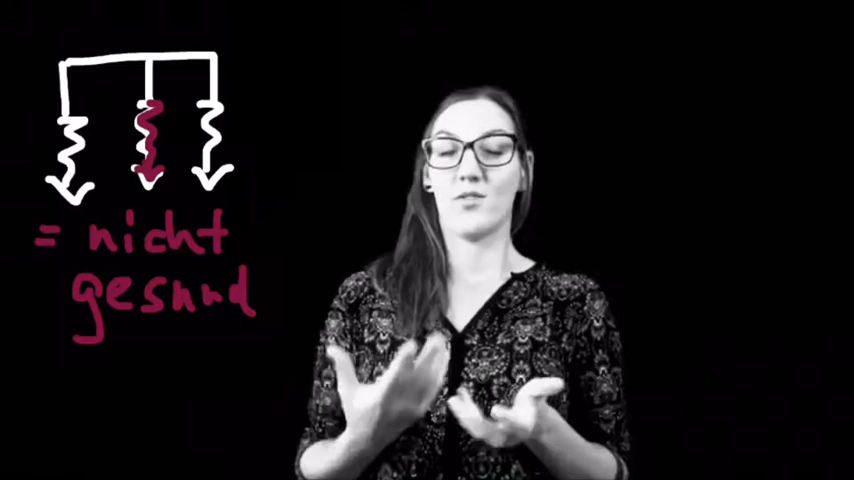 = nicht
gesund